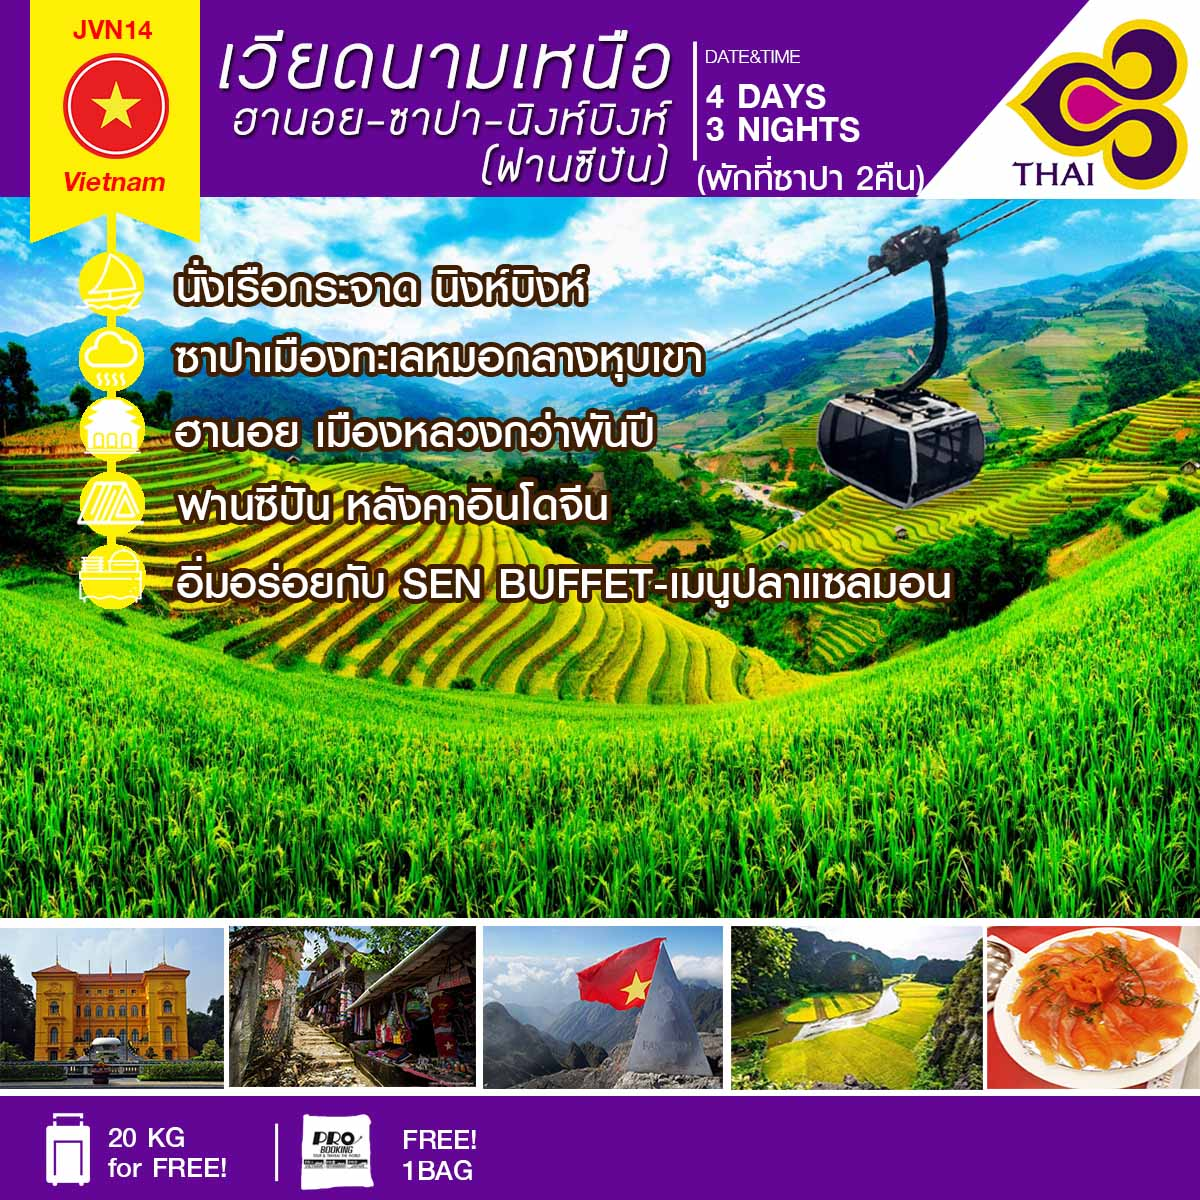 JVN14
Vietnam
เวียดนามเหนือ
ฮานอย-ซาปา-นิงห์บิงห์
(ฟานซีปัน)
DATE&TIME
4 DAYS
3 NIGHTS
(พักที่ซาปา 2คืน)
THAI
นั่งเรือกระจาด นิงห์บิงห์
ซาปาเมืองทะเลหมอกลางหุบเขา
ฮานอย เมืองหลวงกว่าพันปี
ฟานซีปัน หลังคาอินโดจีน
อิ่มอร่อยกับ SEN BUFFET-เมนูปลาแซลมอน
20 KG
for FREE!
PRO
BOOKING
FREE!
1BAG